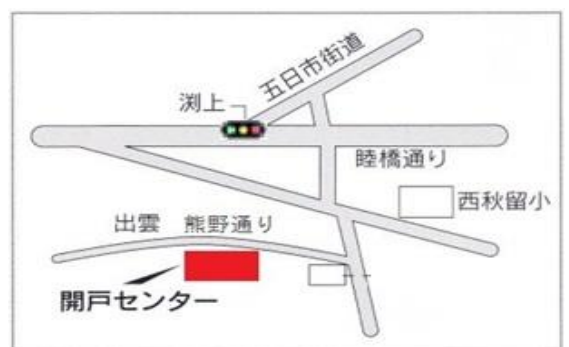 五日市街道
渕上
睦橋通り
西秋留小
出雲 熊野通り
開戸センター